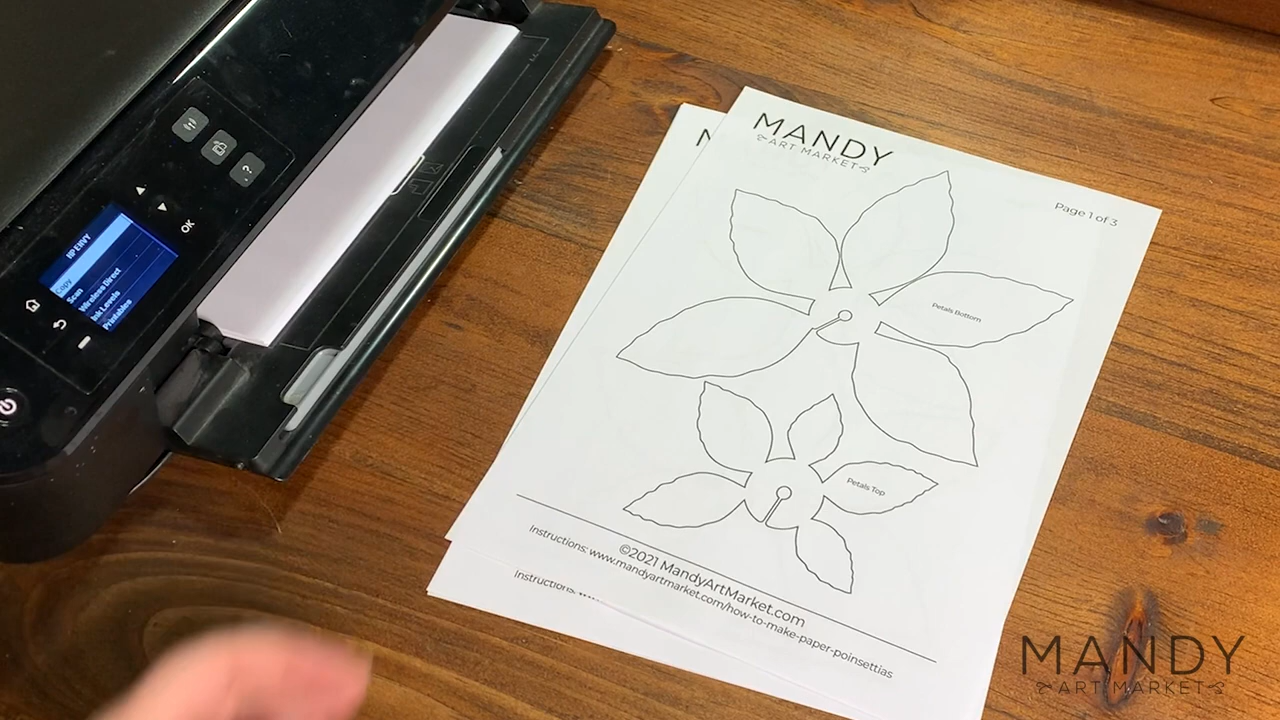 HP ENVY
Copy
Scan
Wireless Direct
Ink Levels
Printables
OK
?
M
MANDY
ART MARKET
Page 1 of 3
Petals Bottom
Petals Top
©2021 MandyArtMarket.com
Instructions: www.mandyartmarket.com/how-to-make-paper-poinsettias
Instructions:
MANDY
ART MARKET